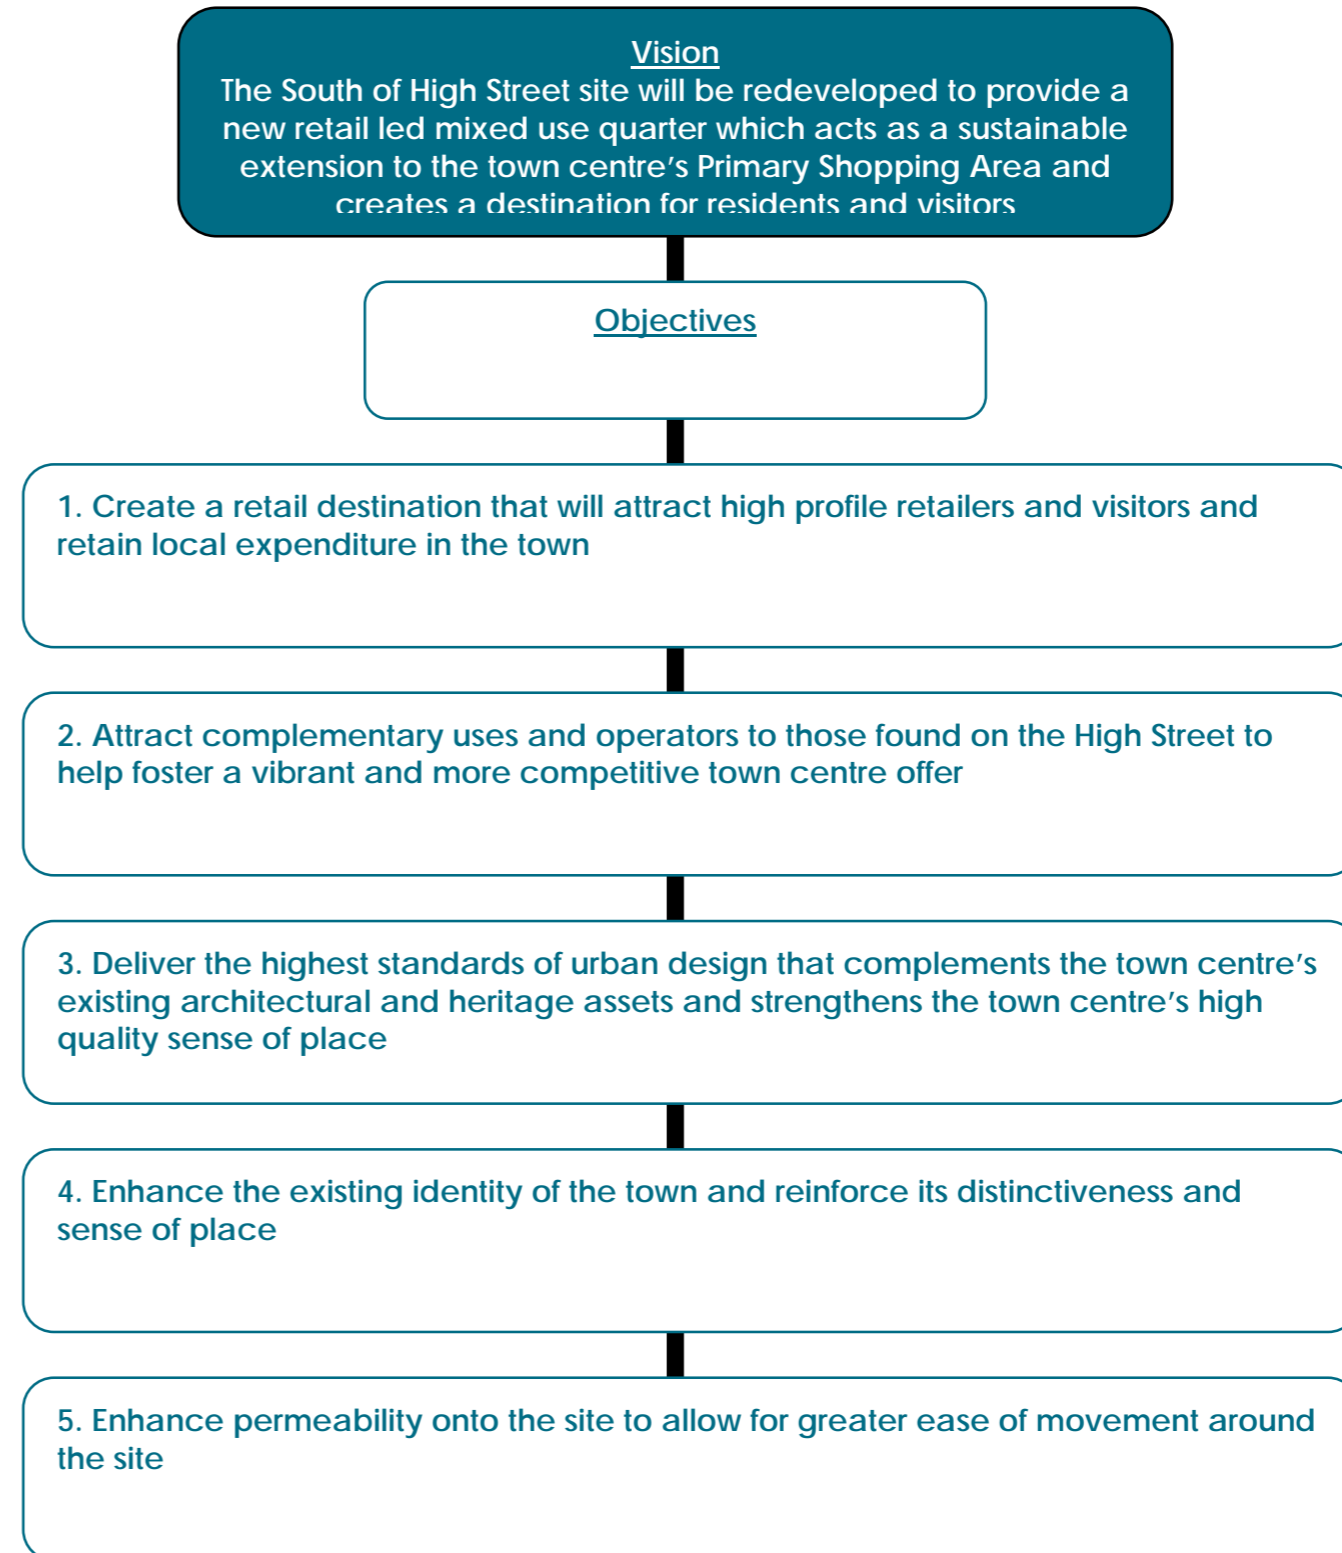 Vision
The South of High Street site will be redeveloped to provide a
new retail led mixed use quarter which acts as a sustainable
extension to the town centre's Primary Shopping Area and
creates a destination for residents and visitors
Objectives
1. Create a retail destination that will attract high profile retailers and visitors and
retain local expenditure in the town
2. Attract complementary uses and operators to those found on the High Street to
help foster a vibrant and more competitive town centre offer
3. Deliver the highest standards of urban design that complements the town centre's
existing architectural and heritage assets and strengthens the town centre's high
quality sense of place
4. Enhance the existing identity of the town and reinforce its distinctiveness and
sense of place
5. Enhance permeability onto the site to allow for greater ease of movement around
the site